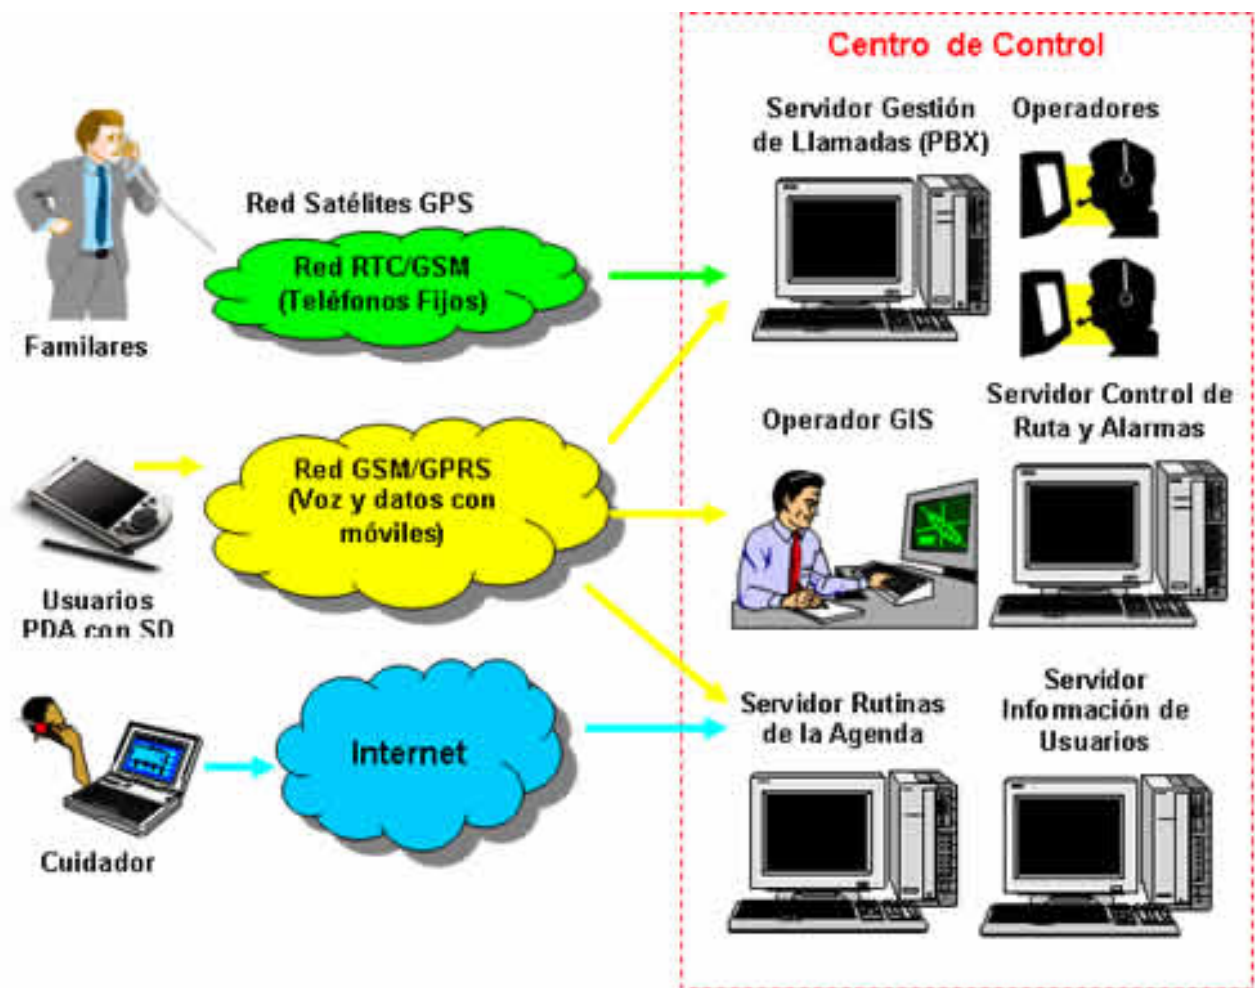 Centro de Control
Servidor Gestión
de Llamadas (PBX)
Operadores
Red Satélites GPS
Red RTC/GSM
(Teléfonos Fijos)
Familares
Operador GIS
Servidor Control de
Ruta y Alarmas
Red GSM/GPRS
(Voz y datos con
móviles)
Usuarios
PDA con SD
Servidor Rutinas
de la Agenda
Servidor
Información de
Usuarios
Internet
Cuidador